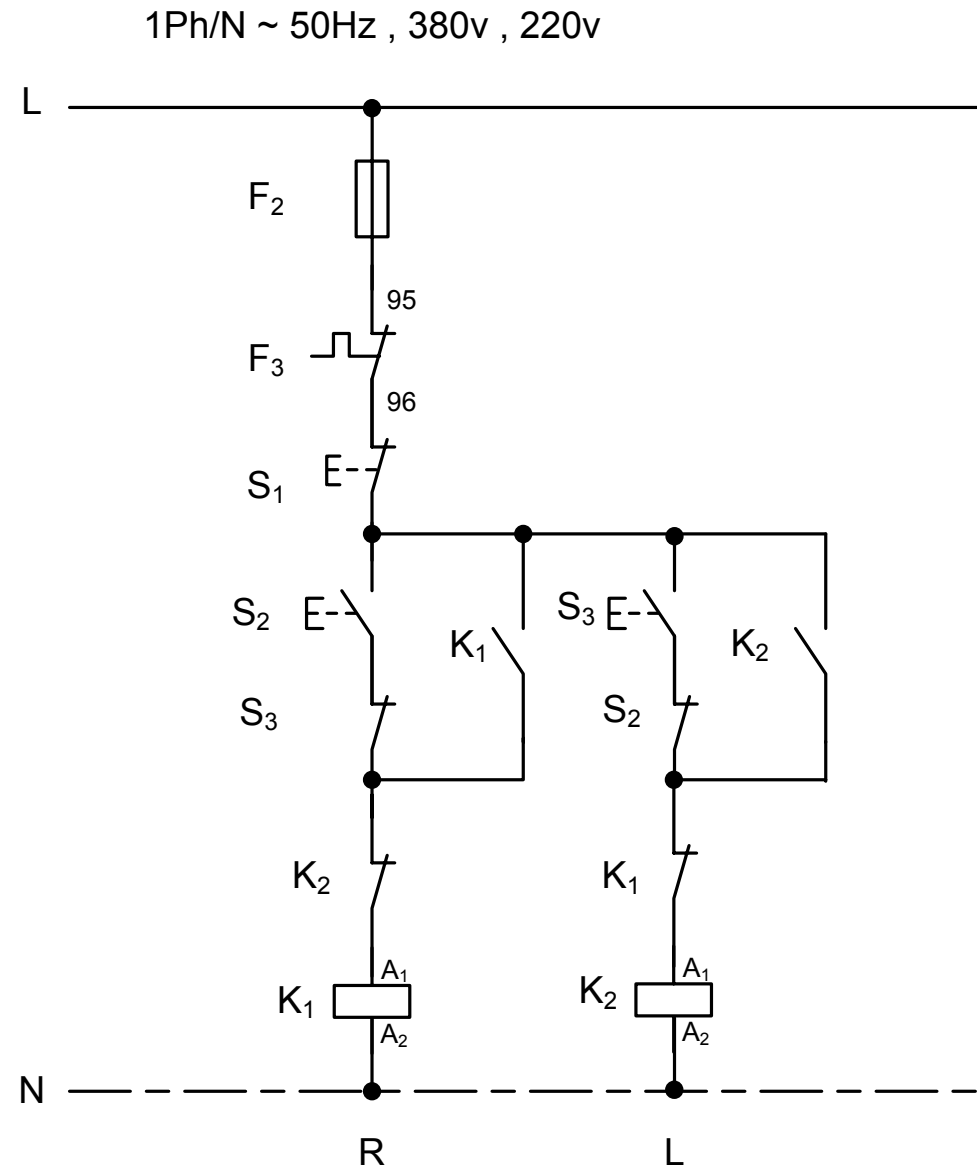 1Ph/N ~ 50Hz , 380v , 220v
L
F₂
95
F₃
96
S₁
S₂
K₁
S₃
K₂
S₃
S₂
K₂
K₁
K₁
A₁
A₂
K₂
A₁
A₂
N
R
L